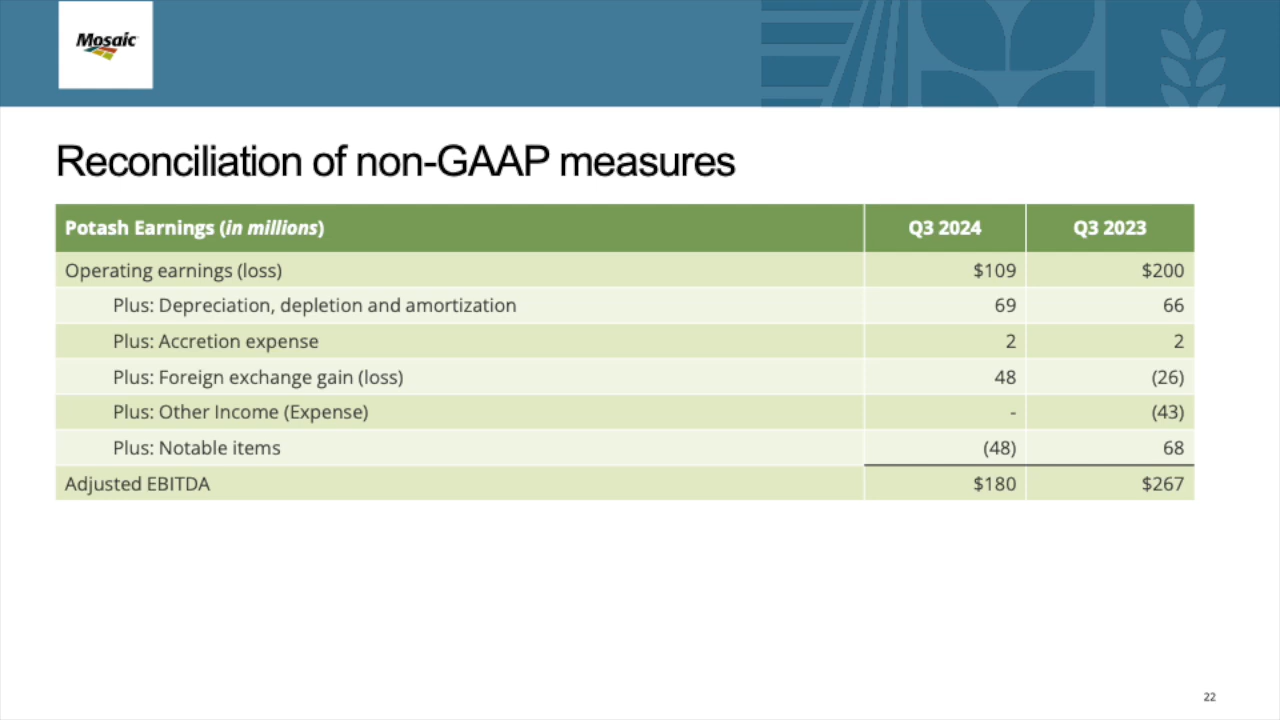 Mosaic
Reconciliation of non-GAAP measures
Potash Earnings (in millions) Q3 2024 Q3 2023
Operating earnings (loss) $109 $200
Plus: Depreciation, depletion and amortization 69 66
Plus: Accretion expense 2 2
Plus: Foreign exchange gain (loss) 48 (26)
Plus: Other Income (Expense) - (43)
Plus: Notable items (48) 68
Adjusted EBITDA $180 $267
22